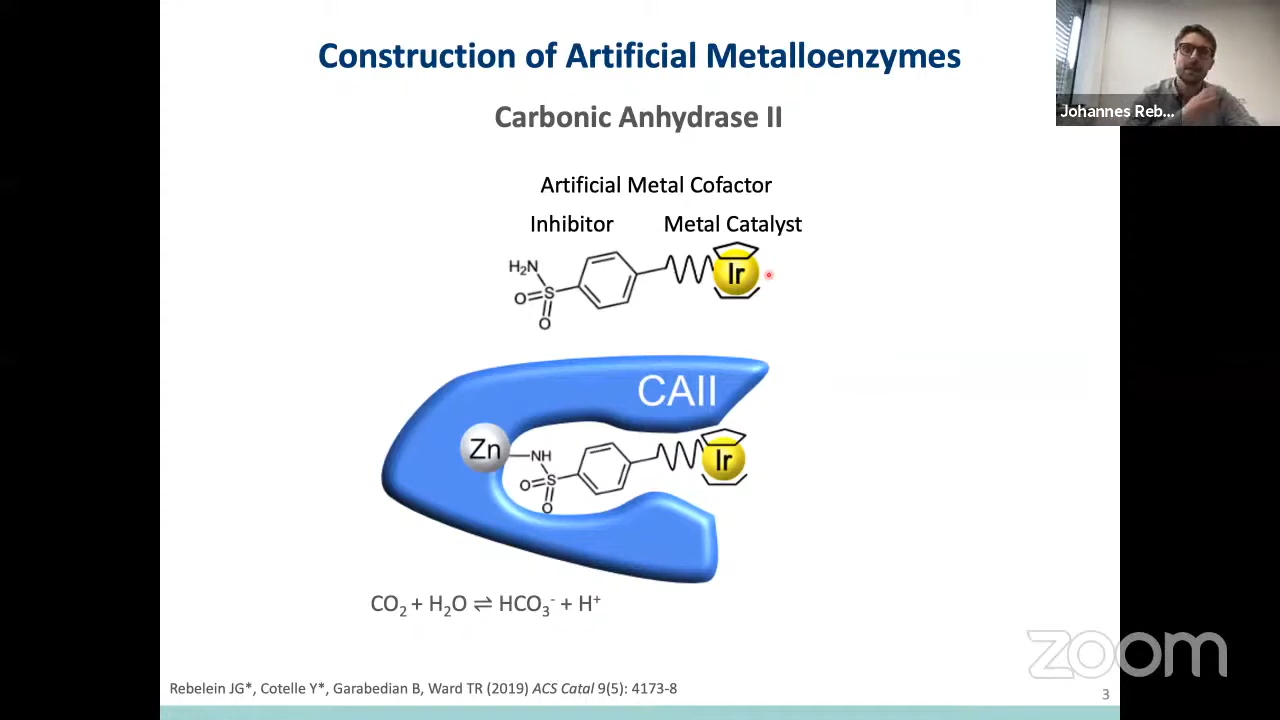 Construction of Artificial Metalloenzymes
Johannes Reb...
Carbonic Anhydrase II
Artificial Metal Cofactor
Inhibitor Metal Catalyst
H₂N
S
O
O
Ir
CAII
Zn
NH
S
O
O
Ir
CO₂ + H₂O ⇌ HCO₃⁻ + H⁺
zoom
Rebelein JG*, Cotelle Y*, Garabedian B, Ward TR (2019) ACS Catal 9(5): 4173-8
3